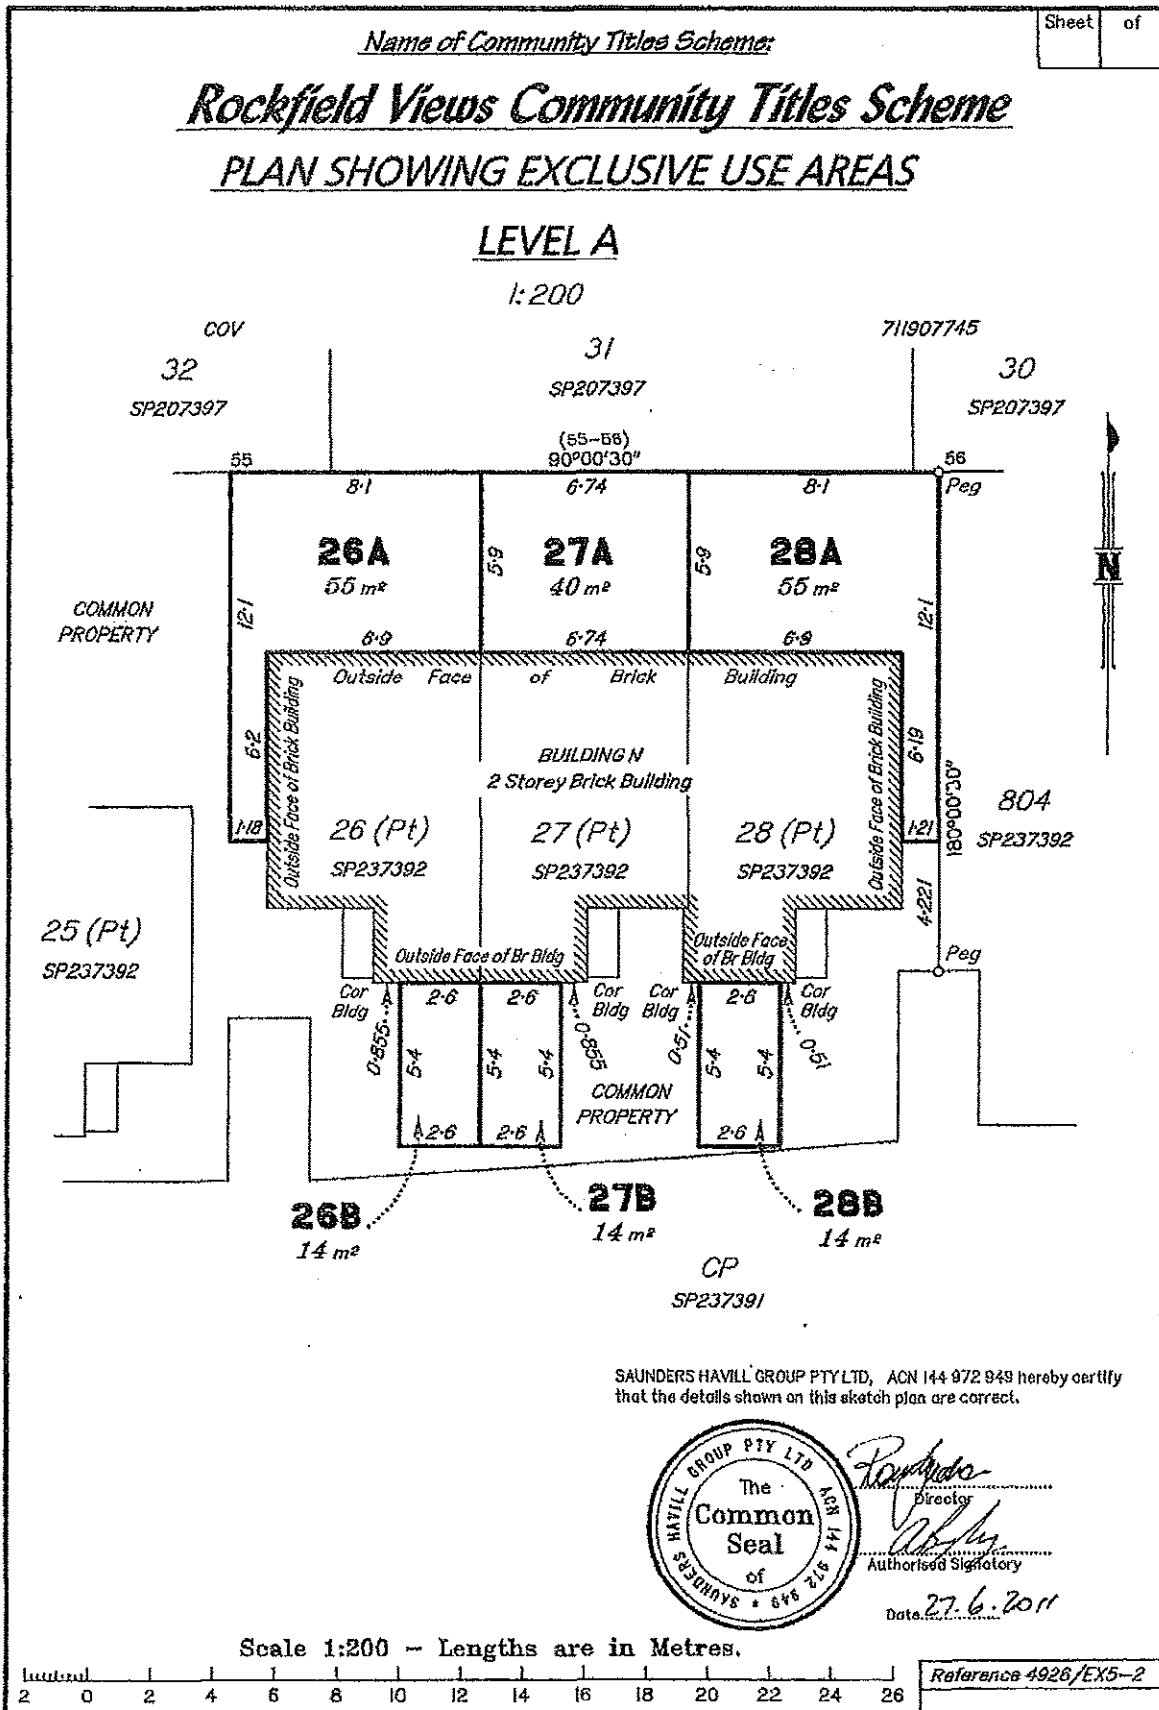 Sheet of
Name of Community Titles Scheme:
Rockfield Views Community Titles Scheme
PLAN SHOWING EXCLUSIVE USE AREAS
LEVEL A
1:200
COV
711907745
32
SP207397
31
SP207397
30
SP207397
(55-56)
90°00'30"
55
56
Peg
8·1
6·74
8·1
26A
55 m²
27A
40 m²
28A
55 m²
5·9
5·9
12·1
12·1
N
COMMON
PROPERTY
6·9
6·74
6·9
Outside Face of Brick Building
Outside Face of Brick Building
Outside Face of Brick Building
6·2
6·19
BUILDING N
2 Storey Brick Building
180°00'30"
804
SP237392
1·18
1·21
26 (Pt)
SP237392
27 (Pt)
SP237392
28 (Pt)
SP237392
4·221
25 (Pt)
SP237392
Outside Face of Br Bldg
Outside Face
of Br Bldg
Peg
Cor
Bldg
2·6
2·6
Cor
Bldg
Cor
Bldg
2·6
Cor
Bldg
0·855
0·855
0·51
0·51
5·4
5·4
5·4
5·4
5·4
COMMON
PROPERTY
2·6
2·6
2·6
26B
14 m²
27B
14 m²
28B
14 m²
CP
SP237391
SAUNDERS HAVILL GROUP PTY LTD, ACN 144 972 949 hereby certify
that the details shown on this sketch plan are correct.
SAUNDERS HAVILL GROUP PTY LTD ACN 144 972 949 *
The
Common
Seal
of
Director
Authorised Signatory
Date 27.6.2011
Scale 1:200 – Lengths are in Metres.
2 0 2 4 6 8 10 12 14 16 18 20 22 24 26
Reference 4926/EX5-2